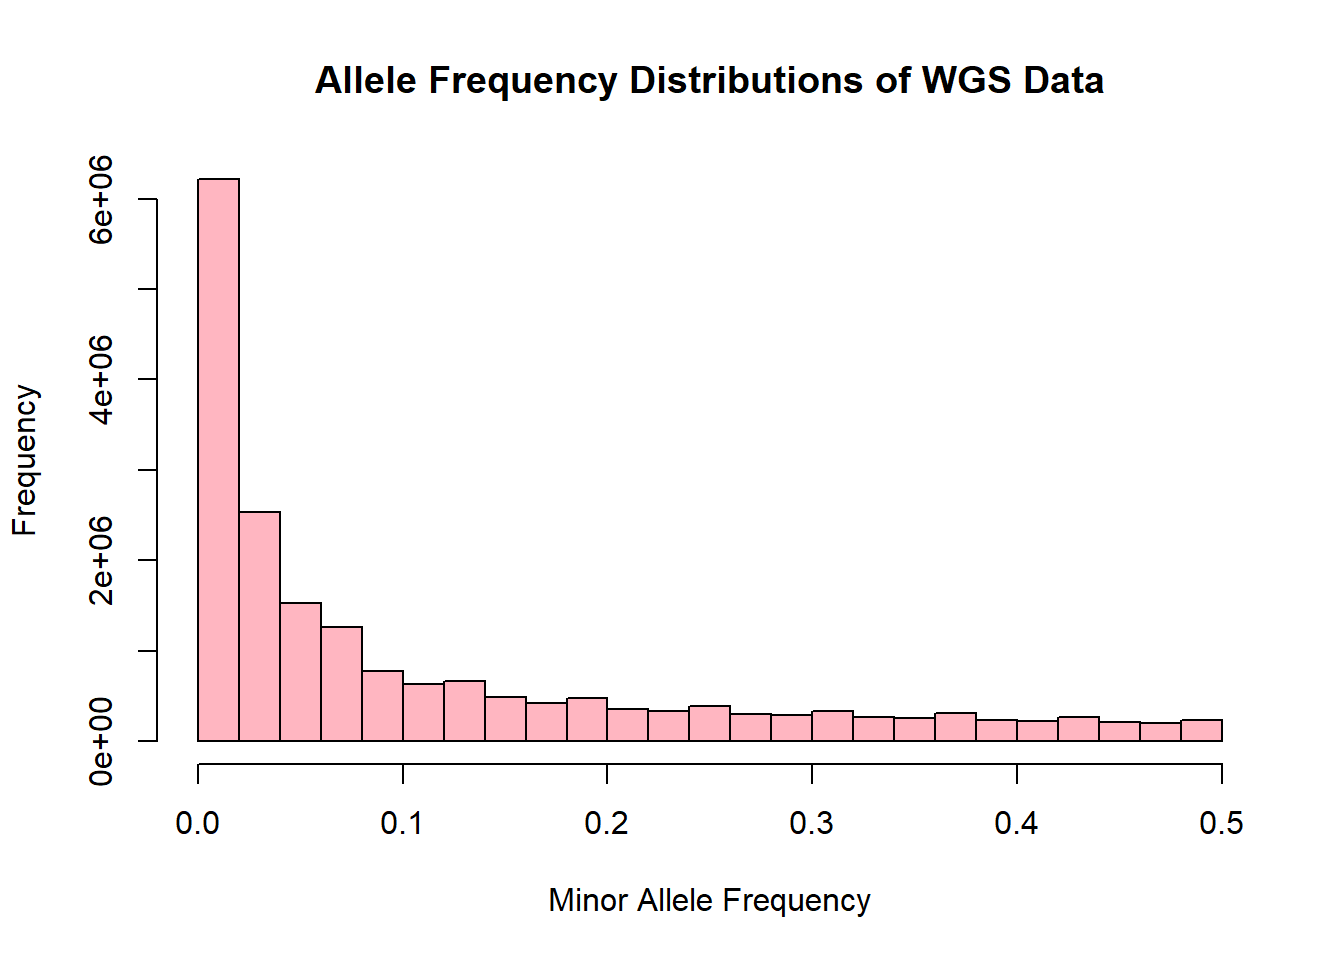 Allele Frequency Distributions of WGS Data
Frequency
6e+06
4e+06
2e+06
0e+00
0.0 0.1 0.2 0.3 0.4 0.5
Minor Allele Frequency